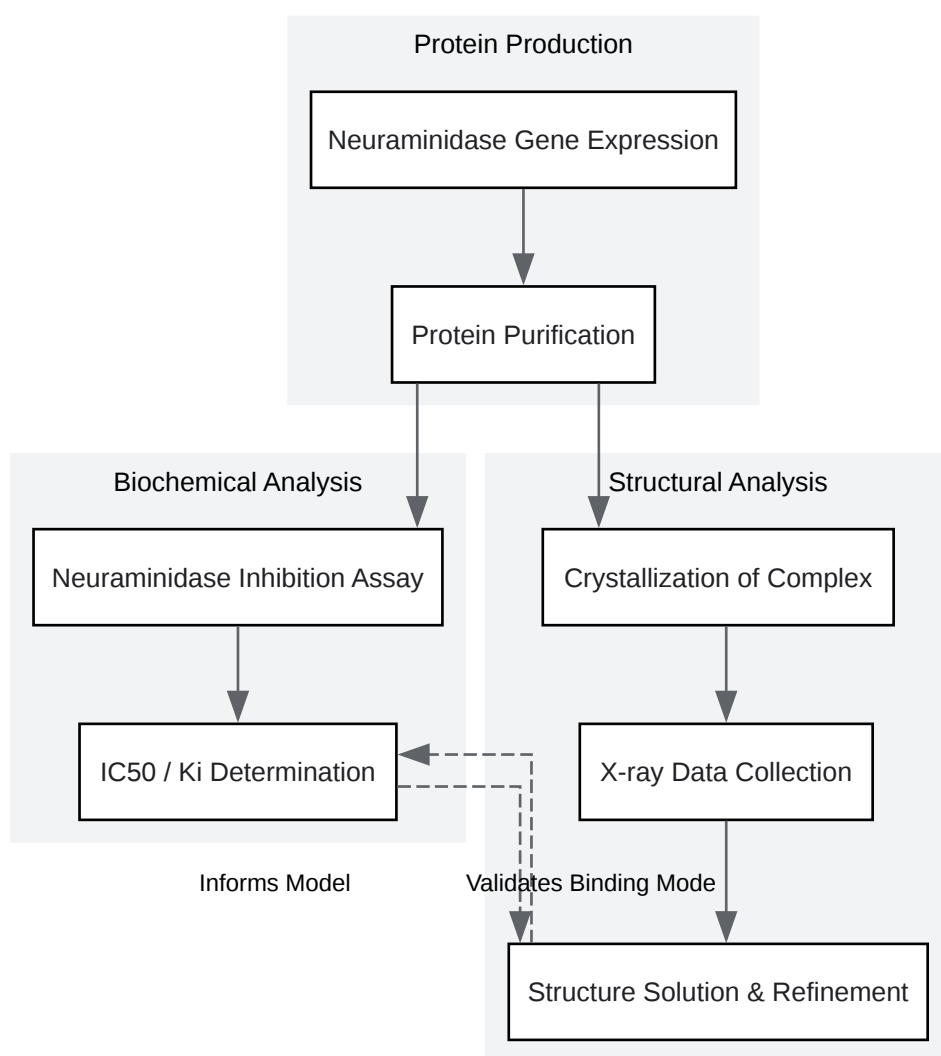 Protein Production
Neuraminidase Gene Expression
Protein Purification
Biochemical Analysis
Structural Analysis
Neuraminidase Inhibition Assay
Crystallization of Complex
IC50 / Ki Determination
X-ray Data Collection
Informs Model
Validates Binding Mode
Structure Solution & Refinement